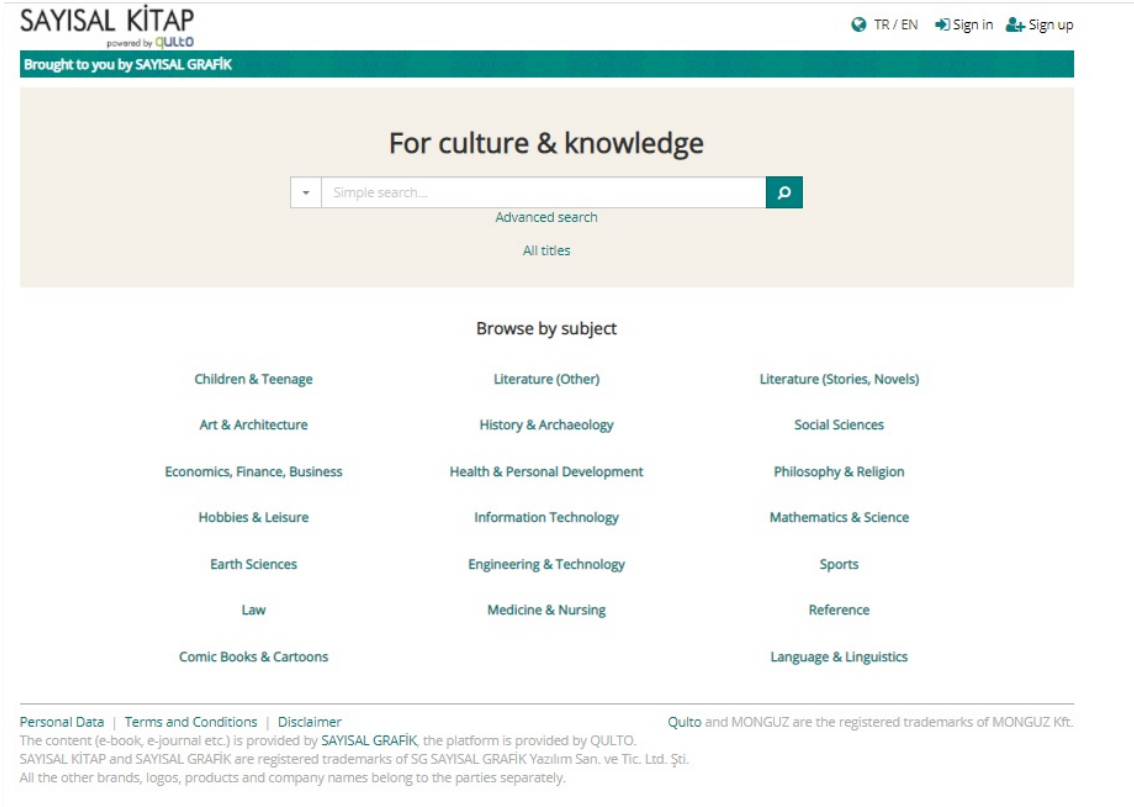 SAYISAL KİTAP
powered by QULTO
TR / EN Sign in Sign up
Brought to you by SAYISAL GRAFİK
For culture & knowledge
Simple search...
Advanced search
All titles
Browse by subject
Children & Teenage Literature (Other) Literature (Stories, Novels)
Art & Architecture History & Archaeology Social Sciences
Economics, Finance, Business Health & Personal Development Philosophy & Religion
Hobbies & Leisure Information Technology Mathematics & Science
Earth Sciences Engineering & Technology Sports
Law Medicine & Nursing Reference
Comic Books & Cartoons Language & Linguistics
Personal Data | Terms and Conditions | Disclaimer Qulto and MONGUZ are the registered trademarks of MONGUZ Kft.
The content (e-book, e-journal etc.) is provided by SAYISAL GRAFİK, the platform is provided by QULTO.
SAYISAL KİTAP and SAYISAL GRAFİK are registered trademarks of SG SAYISAL GRAFİK Yazılım San. ve Tic. Ltd. Şti.
All the other brands, logos, products and company names belong to the parties separately.